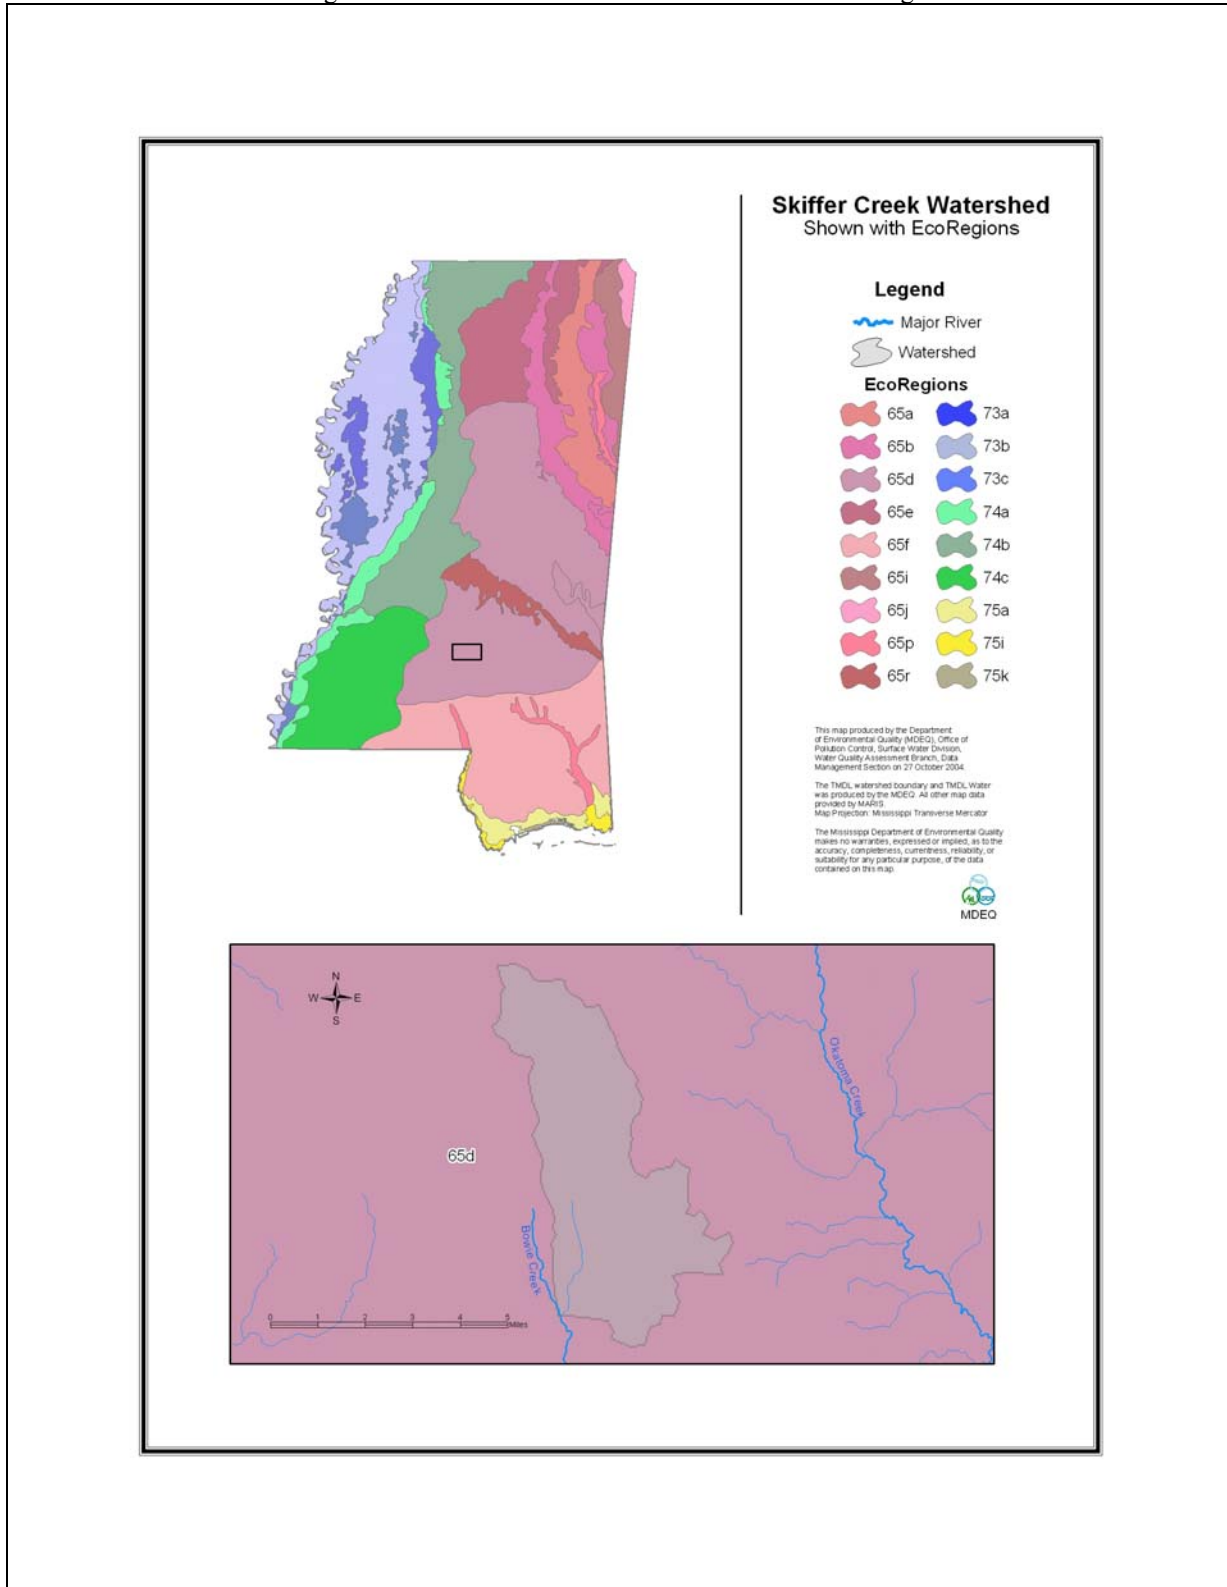 Skiffer Creek Watershed
Shown with EcoRegions
Legend
Major River
Watershed
EcoRegions
65a 73a
65b 73b
65d 73c
65e 74a
65f 74b
65i 74c
65j 75a
65p 75i
65r 75k
This map produced by the Department
of Environmental Quality (MDEQ), Office of
Pollution Control, Surface Water Division,
Water Quality Assessment Branch, Data
Management Section on 27 October 2004.
The TMDL watershed boundary and TMDL Water
was produced by the MDEQ. All other map data
provided by MARIS.
Map Projection: Mississippi Transverse Mercator
The Mississippi Department of Environmental Quality
makes no warranties, expressed or implied, as to the
accuracy, completeness, currentness, reliability, or
suitability for any particular purpose, of the data
contained on this map.
MDEQ
N
W E
S
Okatoma Creek
65d
Bowie Creek
0 1 2 3 4 5
Miles